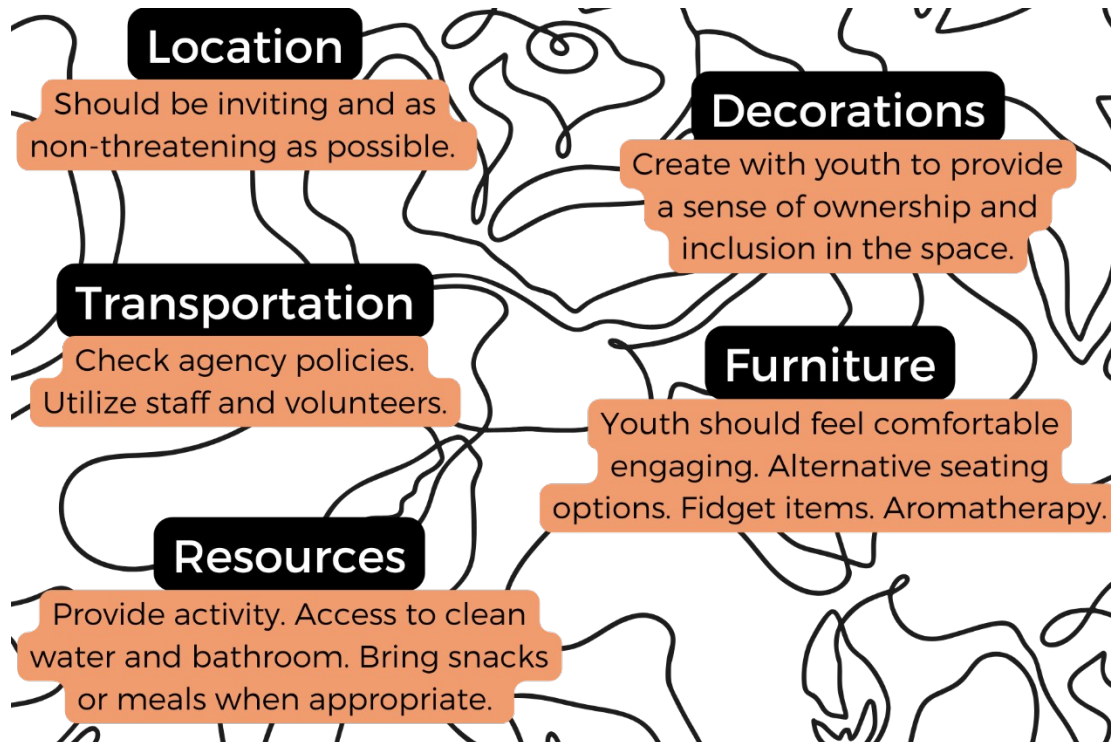 Location
Should be inviting and as
non-threatening as possible.
Transportation
Check agency policies.
Utilize staff and volunteers.
Resources
Provide activity. Access to clean
water and bathroom. Bring snacks
or meals when appropriate.
Decorations
Create with youth to provide
a sense of ownership and
inclusion in the space.
Furniture
Youth should feel comfortable
engaging. Alternative seating
options. Fidget items. Aromatherapy.